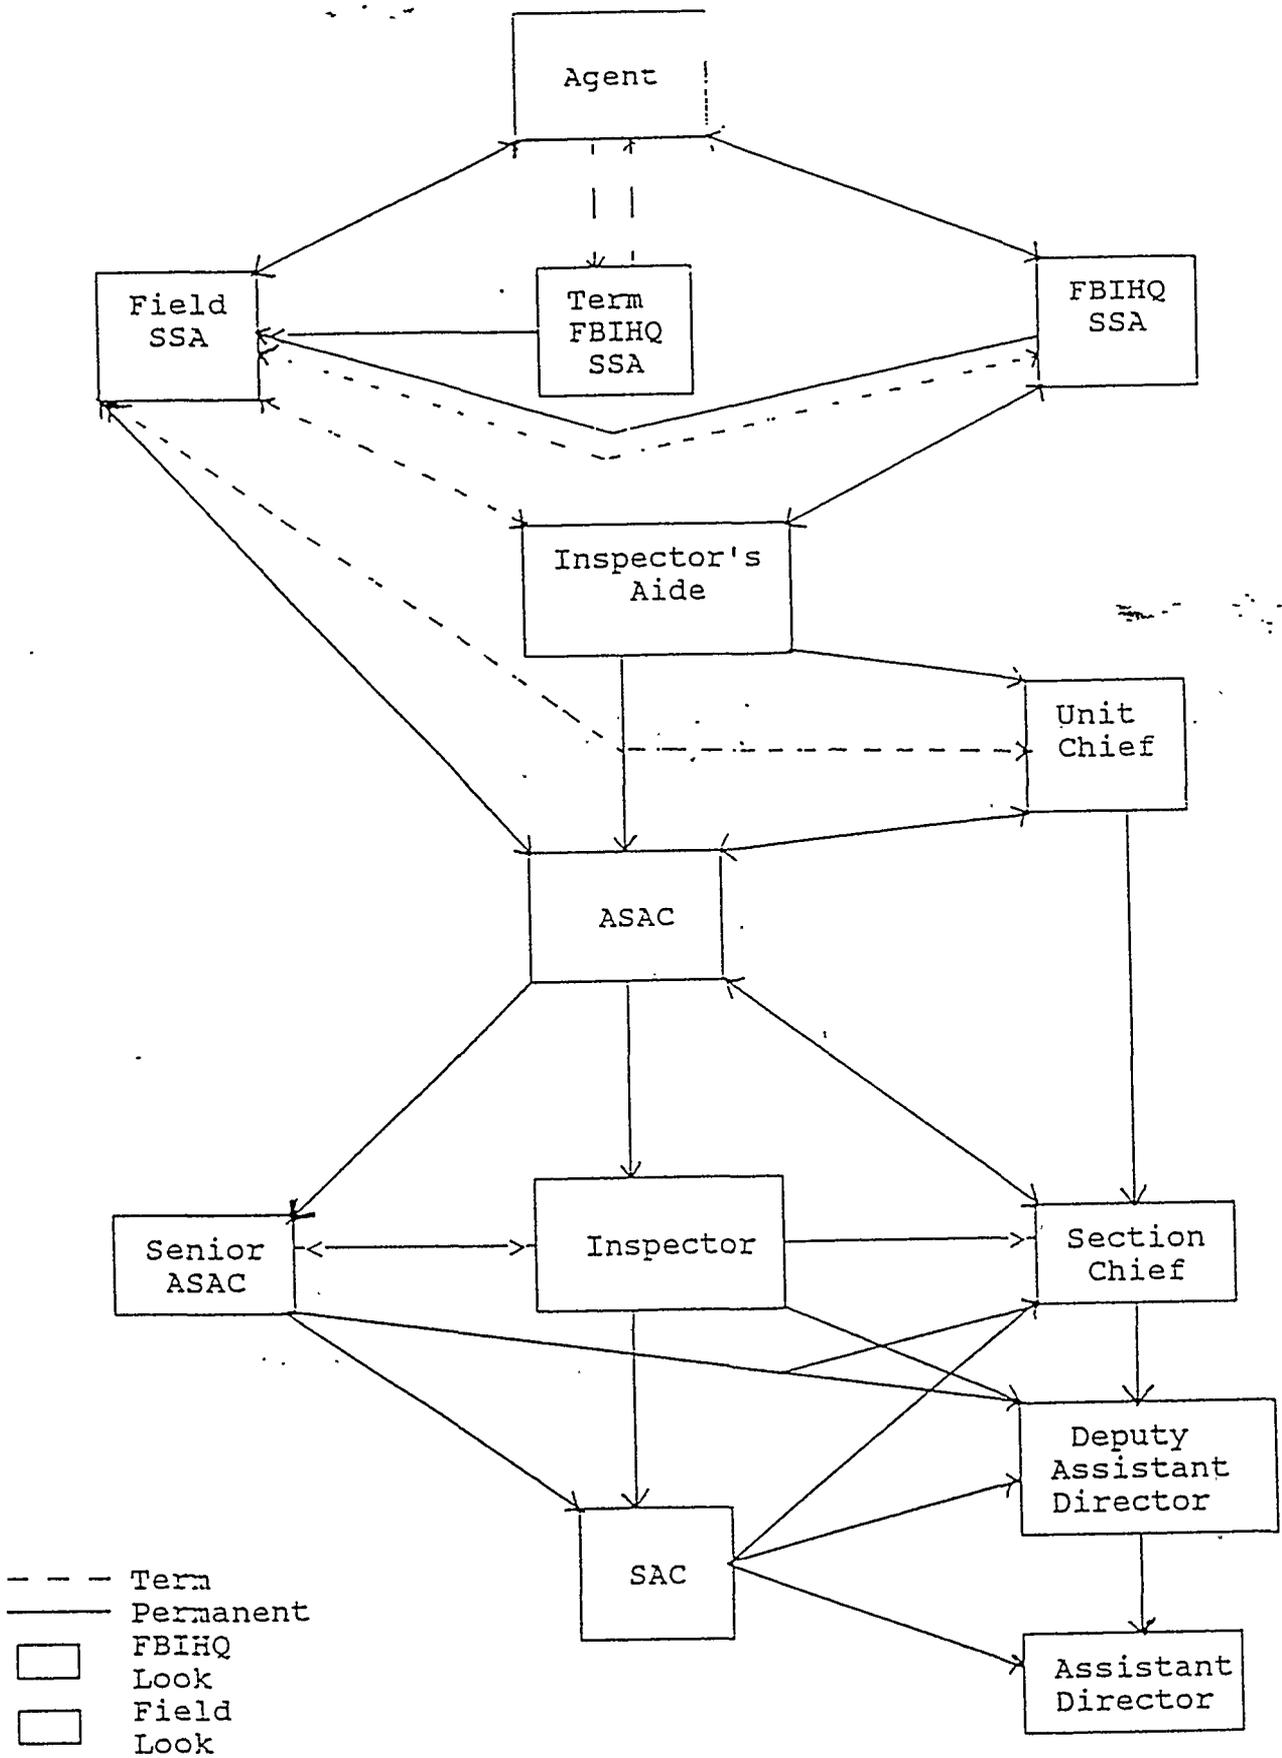 Agent
Field
SSA
Term
FBIHQ
SSA
FBIHQ
SSA
Inspector's
Aide
Unit
Chief
ASAC
Senior
ASAC
Inspector
Section
Chief
Deputy
Assistant
Director
SAC
Assistant
Director
Term
Permanent
FBIHQ
Look
Field
Look